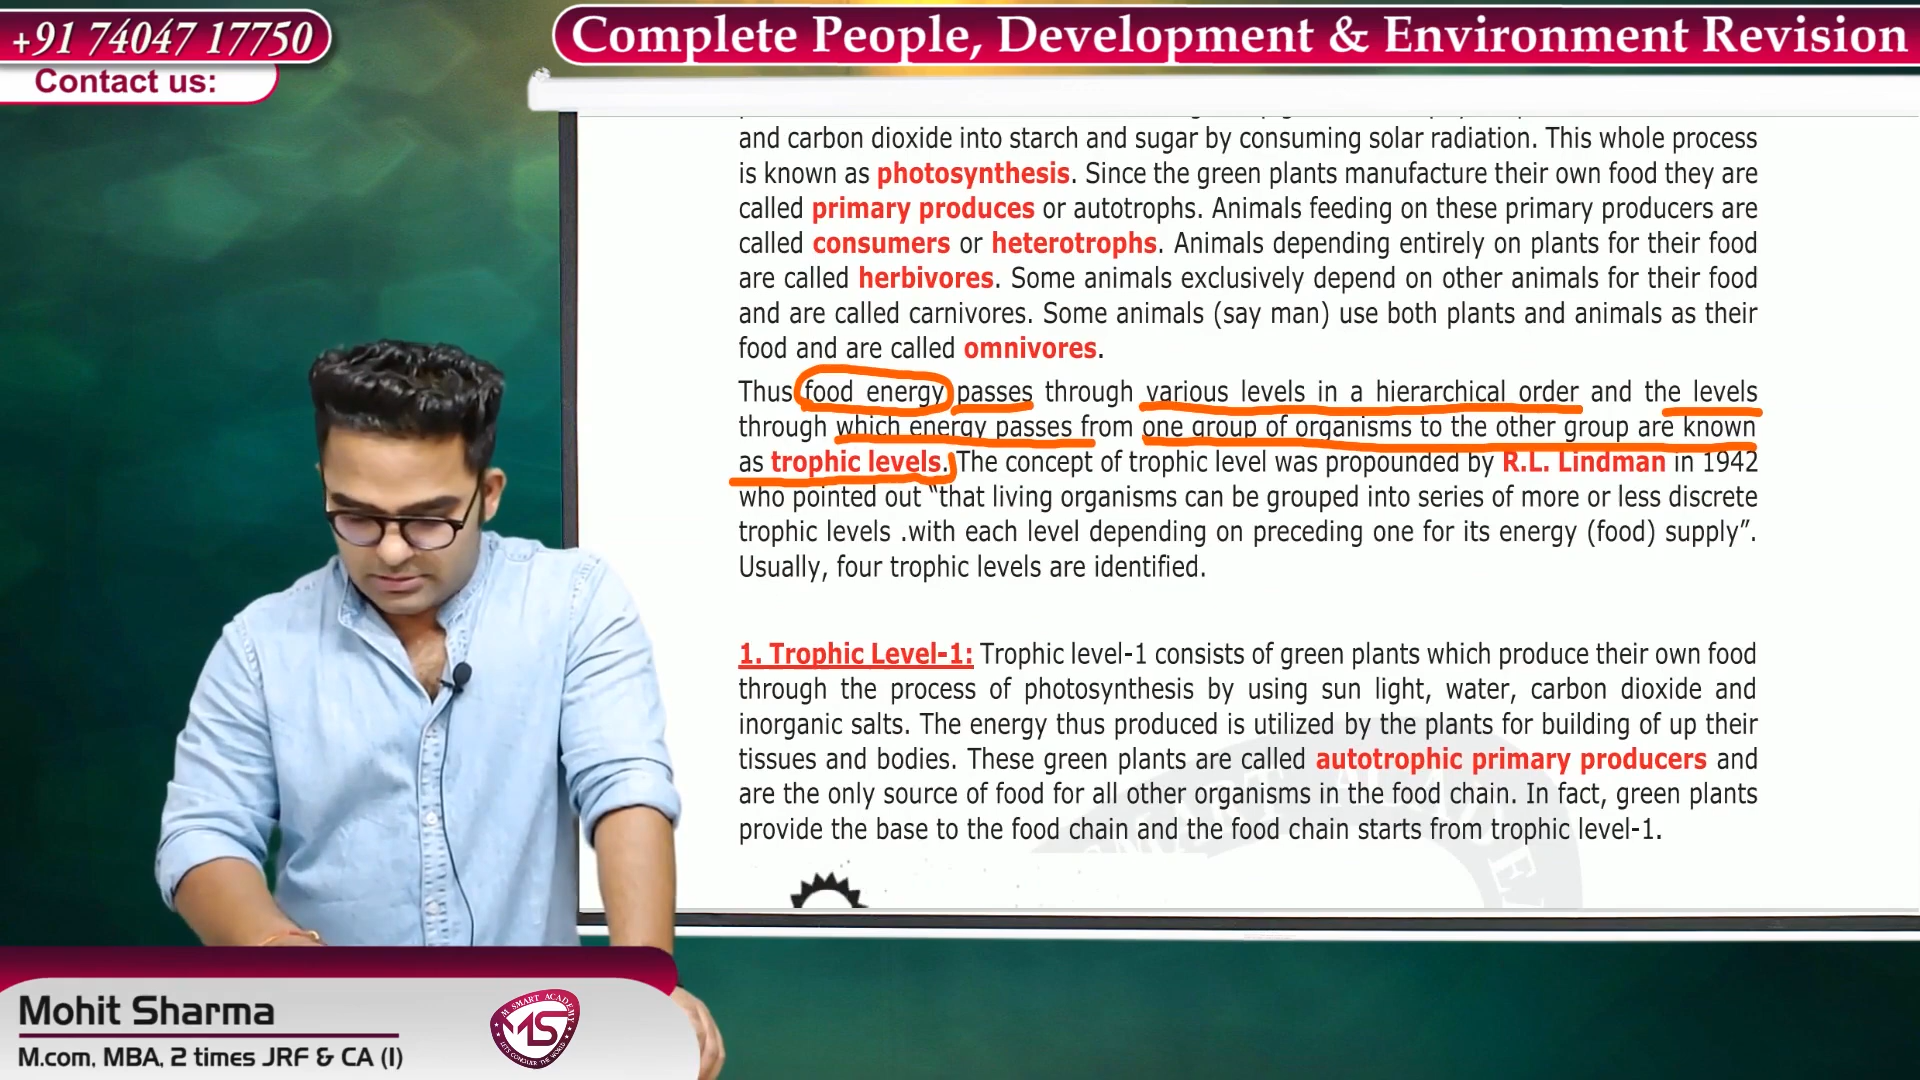 +91 74047 17750
Contact us:
Complete People, Development & Environment Revision
and carbon dioxide into starch and sugar by consuming solar radiation. This whole process
is known as photosynthesis. Since the green plants manufacture their own food they are
called primary produces or autotrophs. Animals feeding on these primary producers are
called consumers or heterotrophs. Animals depending entirely on plants for their food
are called herbivores. Some animals exclusively depend on other animals for their food
and are called carnivores. Some animals (say man) use both plants and animals as their
food and are called omnivores.
Thus food energy passes through various levels in a hierarchical order and the levels
through which energy passes from one group of organisms to the other group are known
as trophic levels. The concept of trophic level was propounded by R.L. Lindman in 1942
who pointed out “that living organisms can be grouped into series of more or less discrete
trophic levels .with each level depending on preceding one for its energy (food) supply”.
Usually, four trophic levels are identified.
1. Trophic Level-1: Trophic level-1 consists of green plants which produce their own food
through the process of photosynthesis by using sun light, water, carbon dioxide and
inorganic salts. The energy thus produced is utilized by the plants for building of up their
tissues and bodies. These green plants are called autotrophic primary producers and
are the only source of food for all other organisms in the food chain. In fact, green plants
provide the base to the food chain and the food chain starts from trophic level-1.
Mohit Sharma
M.com, MBA, 2 times JRF & CA (I)
M SMART ACADEMY
MS
LETS CONQUER THE WORLD